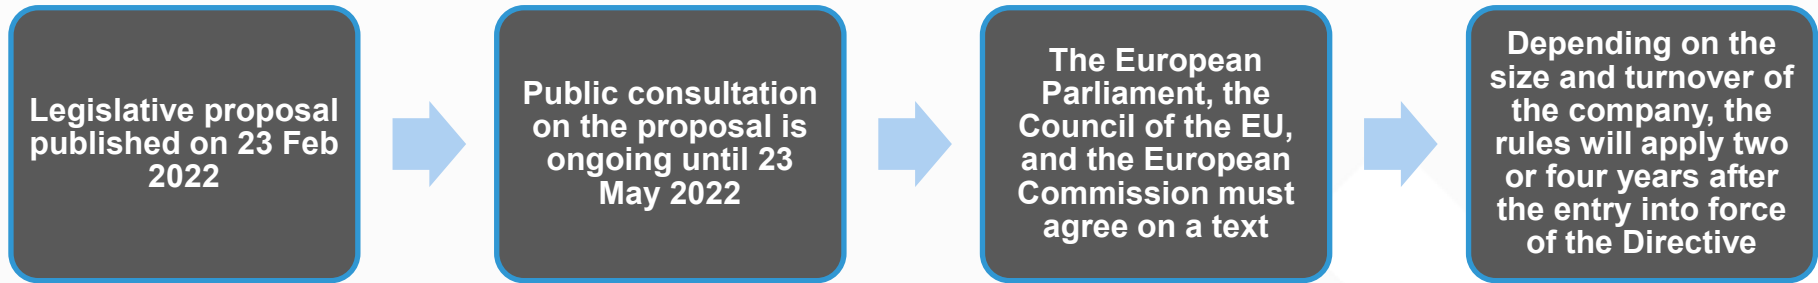 Legislative proposal
published on 23 Feb
2022
Public consultation
on the proposal is
ongoing until 23
May 2022
The European
Parliament, the
Council of the EU,
and the European
Commission must
agree on a text
Depending on the
size and turnover of
the company, the
rules will apply two
or four years after
the entry into force
of the Directive